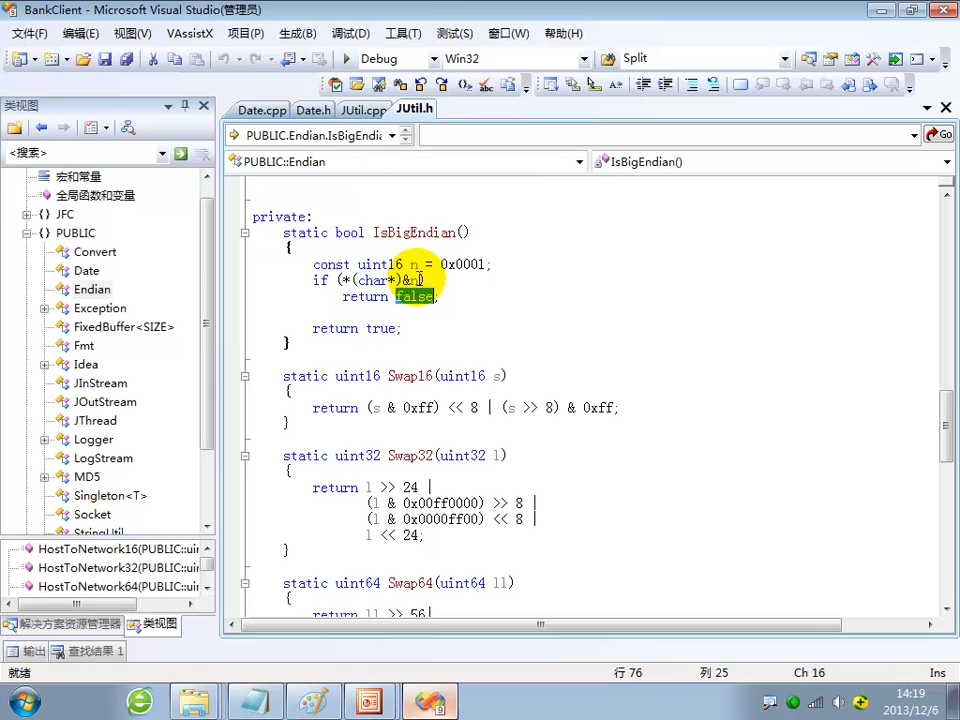 BankClient - Microsoft Visual Studio(管理员)
文件(F) 编辑(E) 视图(V) VAssistX 项目(P) 生成(B) 调试(D) 工具(T) 测试(S) 窗口(W) 帮助(H)
Debug Win32 Split
类视图
Date.cpp Date.h JUtil.cpp JUtil.h
PUBLIC.Endian.IsBigEndia Go
<搜索>
PUBLIC::Endian IsBigEndian()
宏和常量
全局函数和变量
JFC
PUBLIC
Convert
Date
Endian
Exception
FixedBuffer<SIZE>
Fmt
Idea
JInStream
JOutStream
JThread
Logger
LogStream
MD5
Singleton<T>
Socket
StringUtil
HostToNetwork16(PUBLIC::uir
HostToNetwork32(PUBLIC::uir
HostToNetwork64(PUBLIC::uir
解决方案资源管理器 类视图
private:
static bool IsBigEndian()
{
const uint16 n = 0x0001;
if (*(char*)&n)
return false;
return true;
}
static uint16 Swap16(uint16 s)
{
return (s & 0xff) << 8 | (s >> 8) & 0xff;
}
static uint32 Swap32(uint32 l)
{
return l >> 24 |
(l & 0x00ff0000) >> 8 |
(l & 0x0000ff00) << 8 |
l << 24;
}
static uint64 Swap64(uint64 ll)
{
return ll >> 56|
输出 查找结果 1
就绪 行 76 列 25 Ch 16 Ins
14:19
2013/12/6